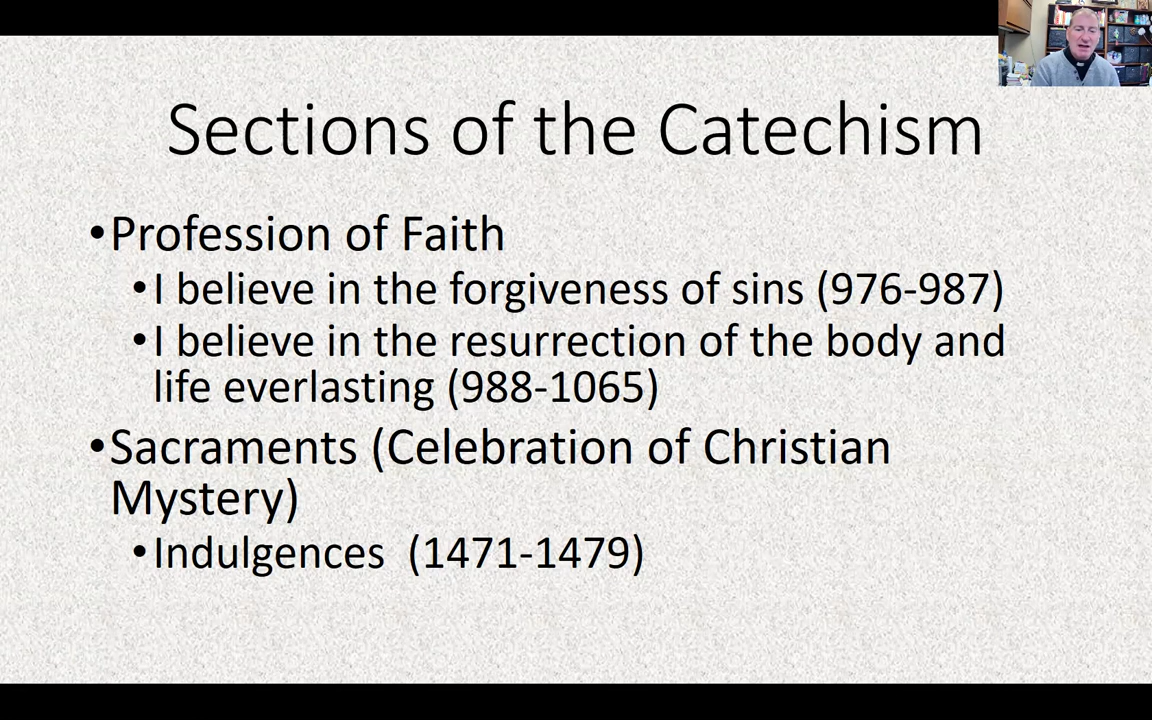 Sections of the Catechism
•Profession of Faith
•I believe in the forgiveness of sins (976-987)
•I believe in the resurrection of the body and
life everlasting (988-1065)
•Sacraments (Celebration of Christian
Mystery)
•Indulgences (1471-1479)